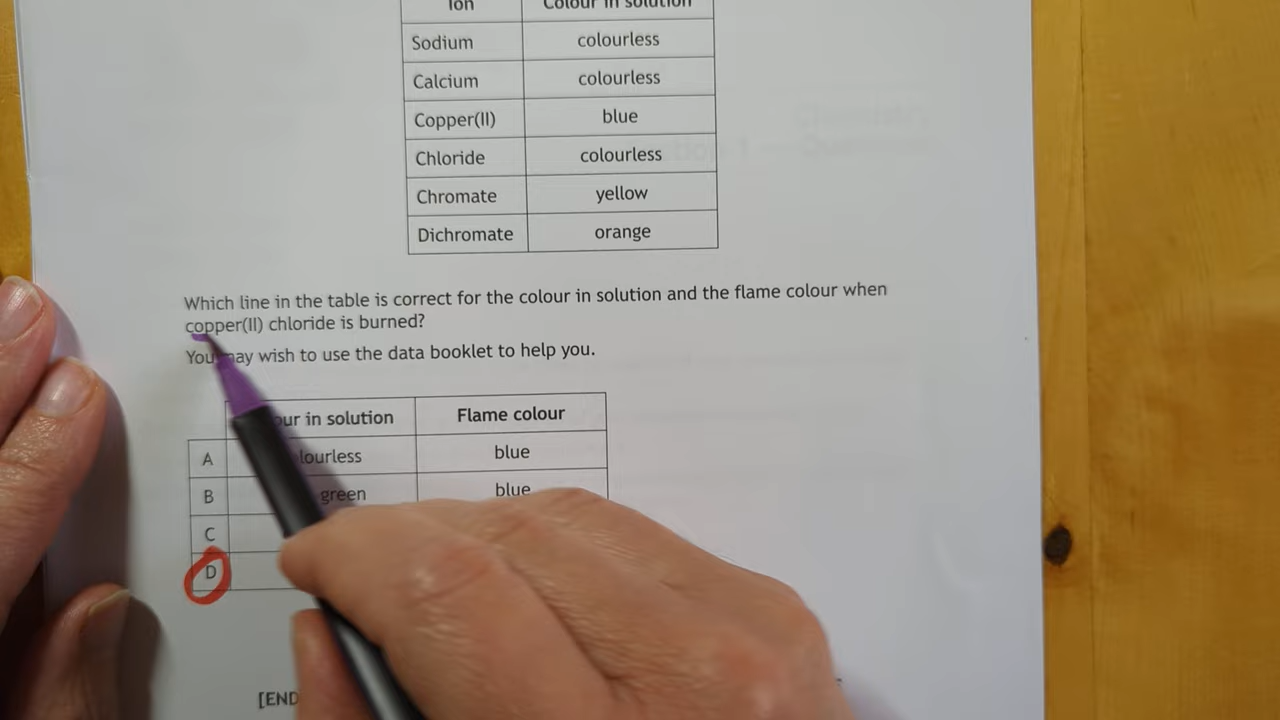 Ion Colour in solution
Sodium colourless
Calcium colourless
Copper(II) blue
Chloride colourless
Chromate yellow
Dichromate orange
Which line in the table is correct for the colour in solution and the flame colour when
copper(II) chloride is burned?
You may wish to use the data booklet to help you.
our in solution Flame colour
A lourless blue
B green blue
C
D
[END